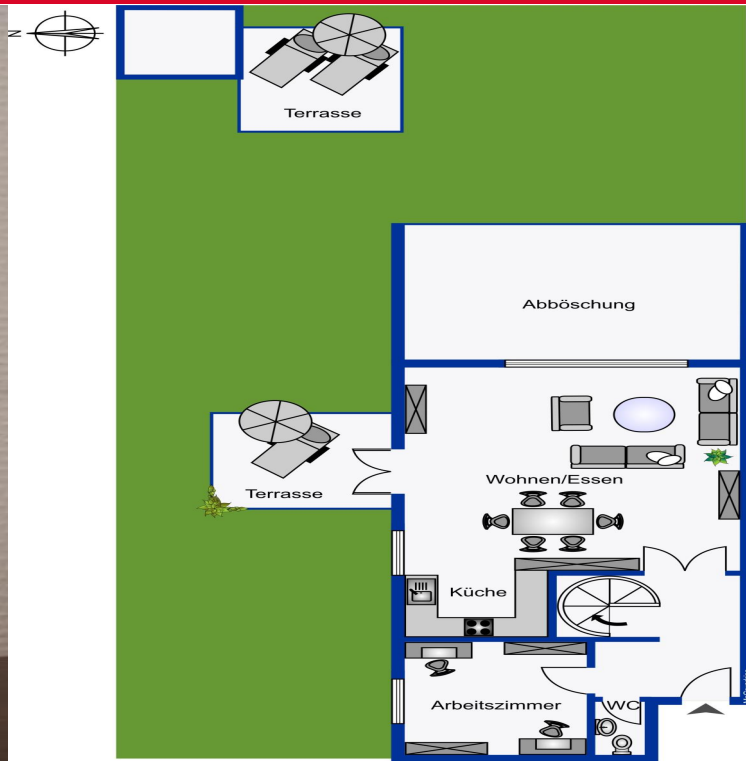 N
Terrasse
Abböschung
Wohnen/Essen
Terrasse
Küche
Arbeitszimmer
WC